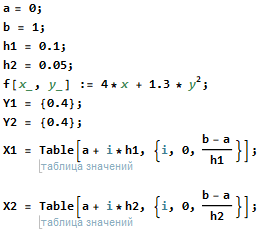 a = 0;
b = 1;
h1 = 0.1;
h2 = 0.05;
f[x_, y_] := 4*x + 1.3 * y²;
Y1 = {0.4};
Y2 = {0.4};
X1 = Table[a + i*h1, {i, 0, (b - a)/h1}];
таблица значений
X2 = Table[a + i*h2, {i, 0, (b - a)/h2}];
таблица значений